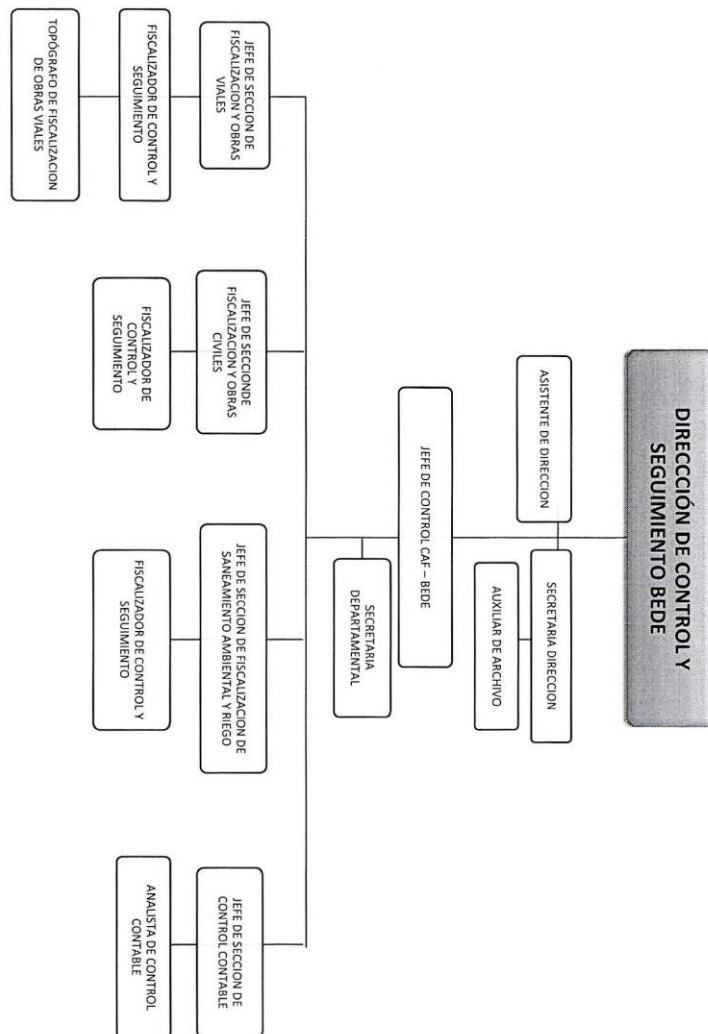 DIRECCCIÓN DE CONTROL Y
SEGUIMIENTO BEDE
ASISTENTE DE DIRECCION
SECRETARIA DIRECCION
AUXILIAR DE ARCHIVO
JEFE DE CONTROL CAF – BEDE
SECRETARIA
DEPARTAMENTAL
JEFE DE SECCION DE
FISCALIZACION Y OBRAS
VIALES
FISCALIZADOR DE CONTROL Y
SEGUIMIENTO
TOPÓGRAFO DE FISCALIZACION
DE OBRAS VIALES
JEFE DE SECCIONDE
FISCALIZACION Y OBRAS
CIVILES
FISCALIZADOR DE
CONTROL Y
SEGUIMIENTO
JEFE DE SECCION DE FISCALIZACION DE
SANEAMIENTO AMBIENTAL Y RIEGO
FISCALIZADOR DE CONTROL Y
SEGUIMIENTO
JEFE DE SECCION DE
CONTROL CONTABLE
ANALISTA DE CONTROL
CONTABLE